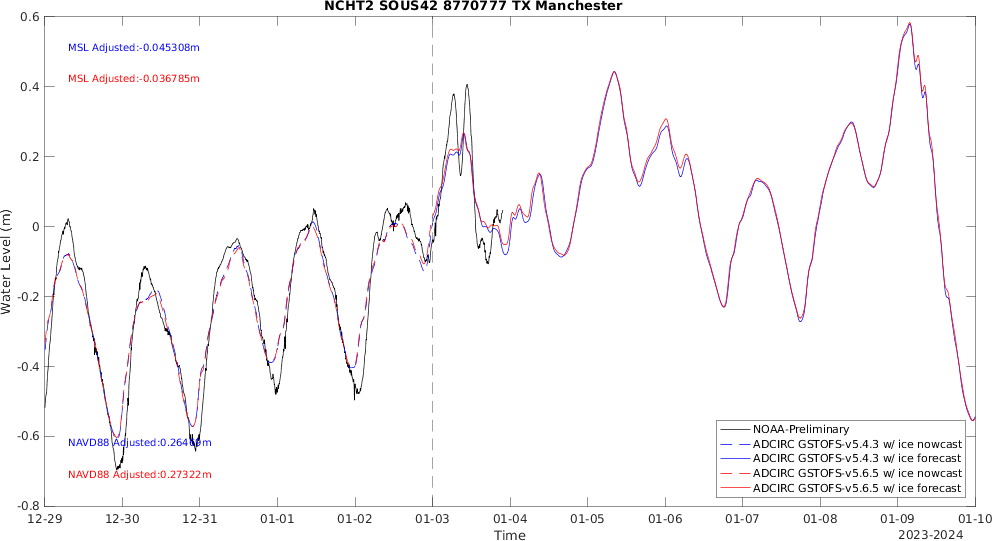 NCHT2 SOUS42 8770777 TX Manchester
0.6
0.4
0.2
0
-0.2
-0.4
-0.6
-0.8
Water Level (m)
MSL Adjusted:-0.045308m
MSL Adjusted:-0.036785m
NAVD88 Adjusted:0.27322m
NOAA-Preliminary
ADCIRC GSTOFS-v5.4.3 w/ ice nowcast
ADCIRC GSTOFS-v5.4.3 w/ ice forecast
ADCIRC GSTOFS-v5.6.5 w/ ice nowcast
ADCIRC GSTOFS-v5.6.5 w/ ice forecast
12-29 12-30 12-31 01-01 01-02 01-03 01-04 01-05 01-06 01-07 01-08 01-09 01-10
Time
2023-2024
NAVD88